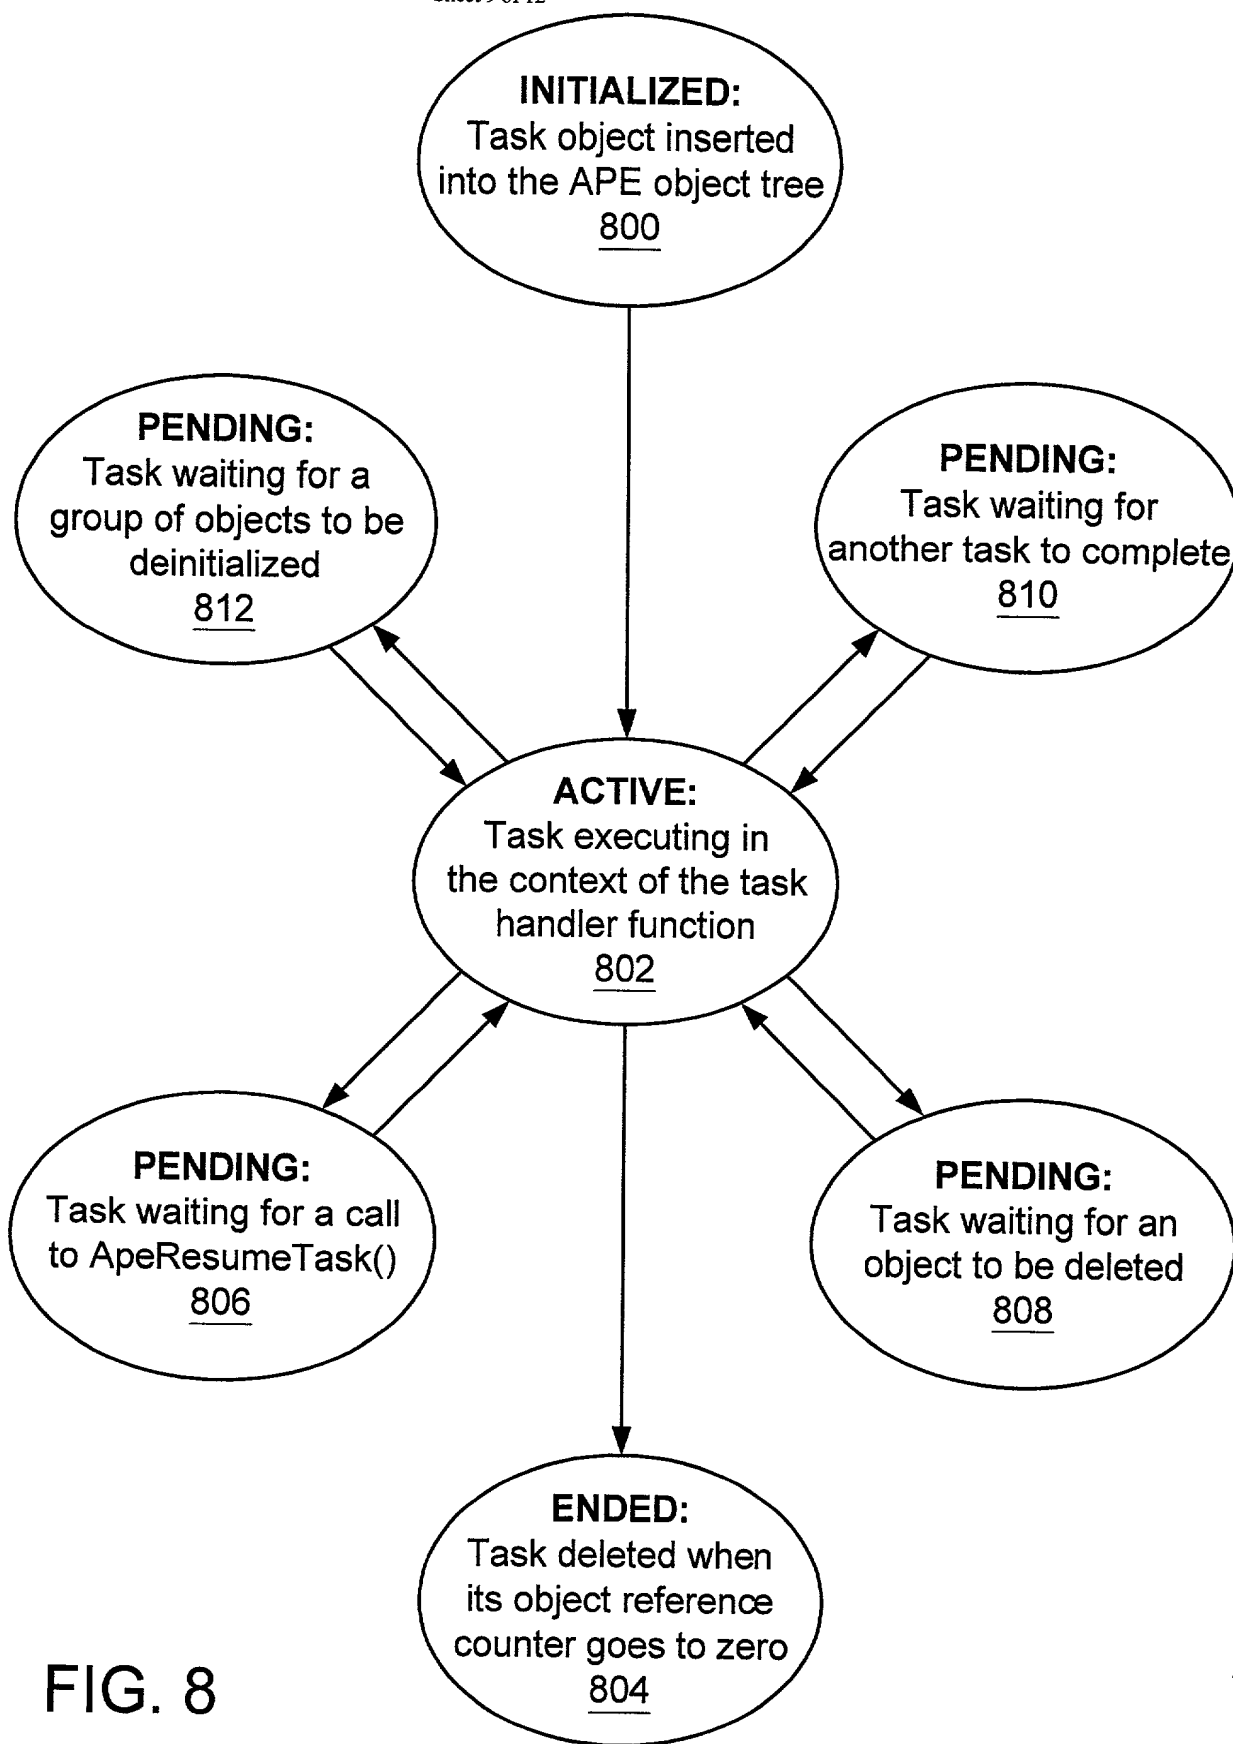 INITIALIZED:
Task object inserted
into the APE object tree
800
PENDING:
Task waiting for a
group of objects to be
deinitialized
812
PENDING:
Task waiting for
another task to complete
810
ACTIVE:
Task executing in
the context of the task
handler function
802
PENDING:
Task waiting for a call
to ApeResumeTask()
806
PENDING:
Task waiting for an
object to be deleted
808
ENDED:
Task deleted when
its object reference
counter goes to zero
804
FIG. 8